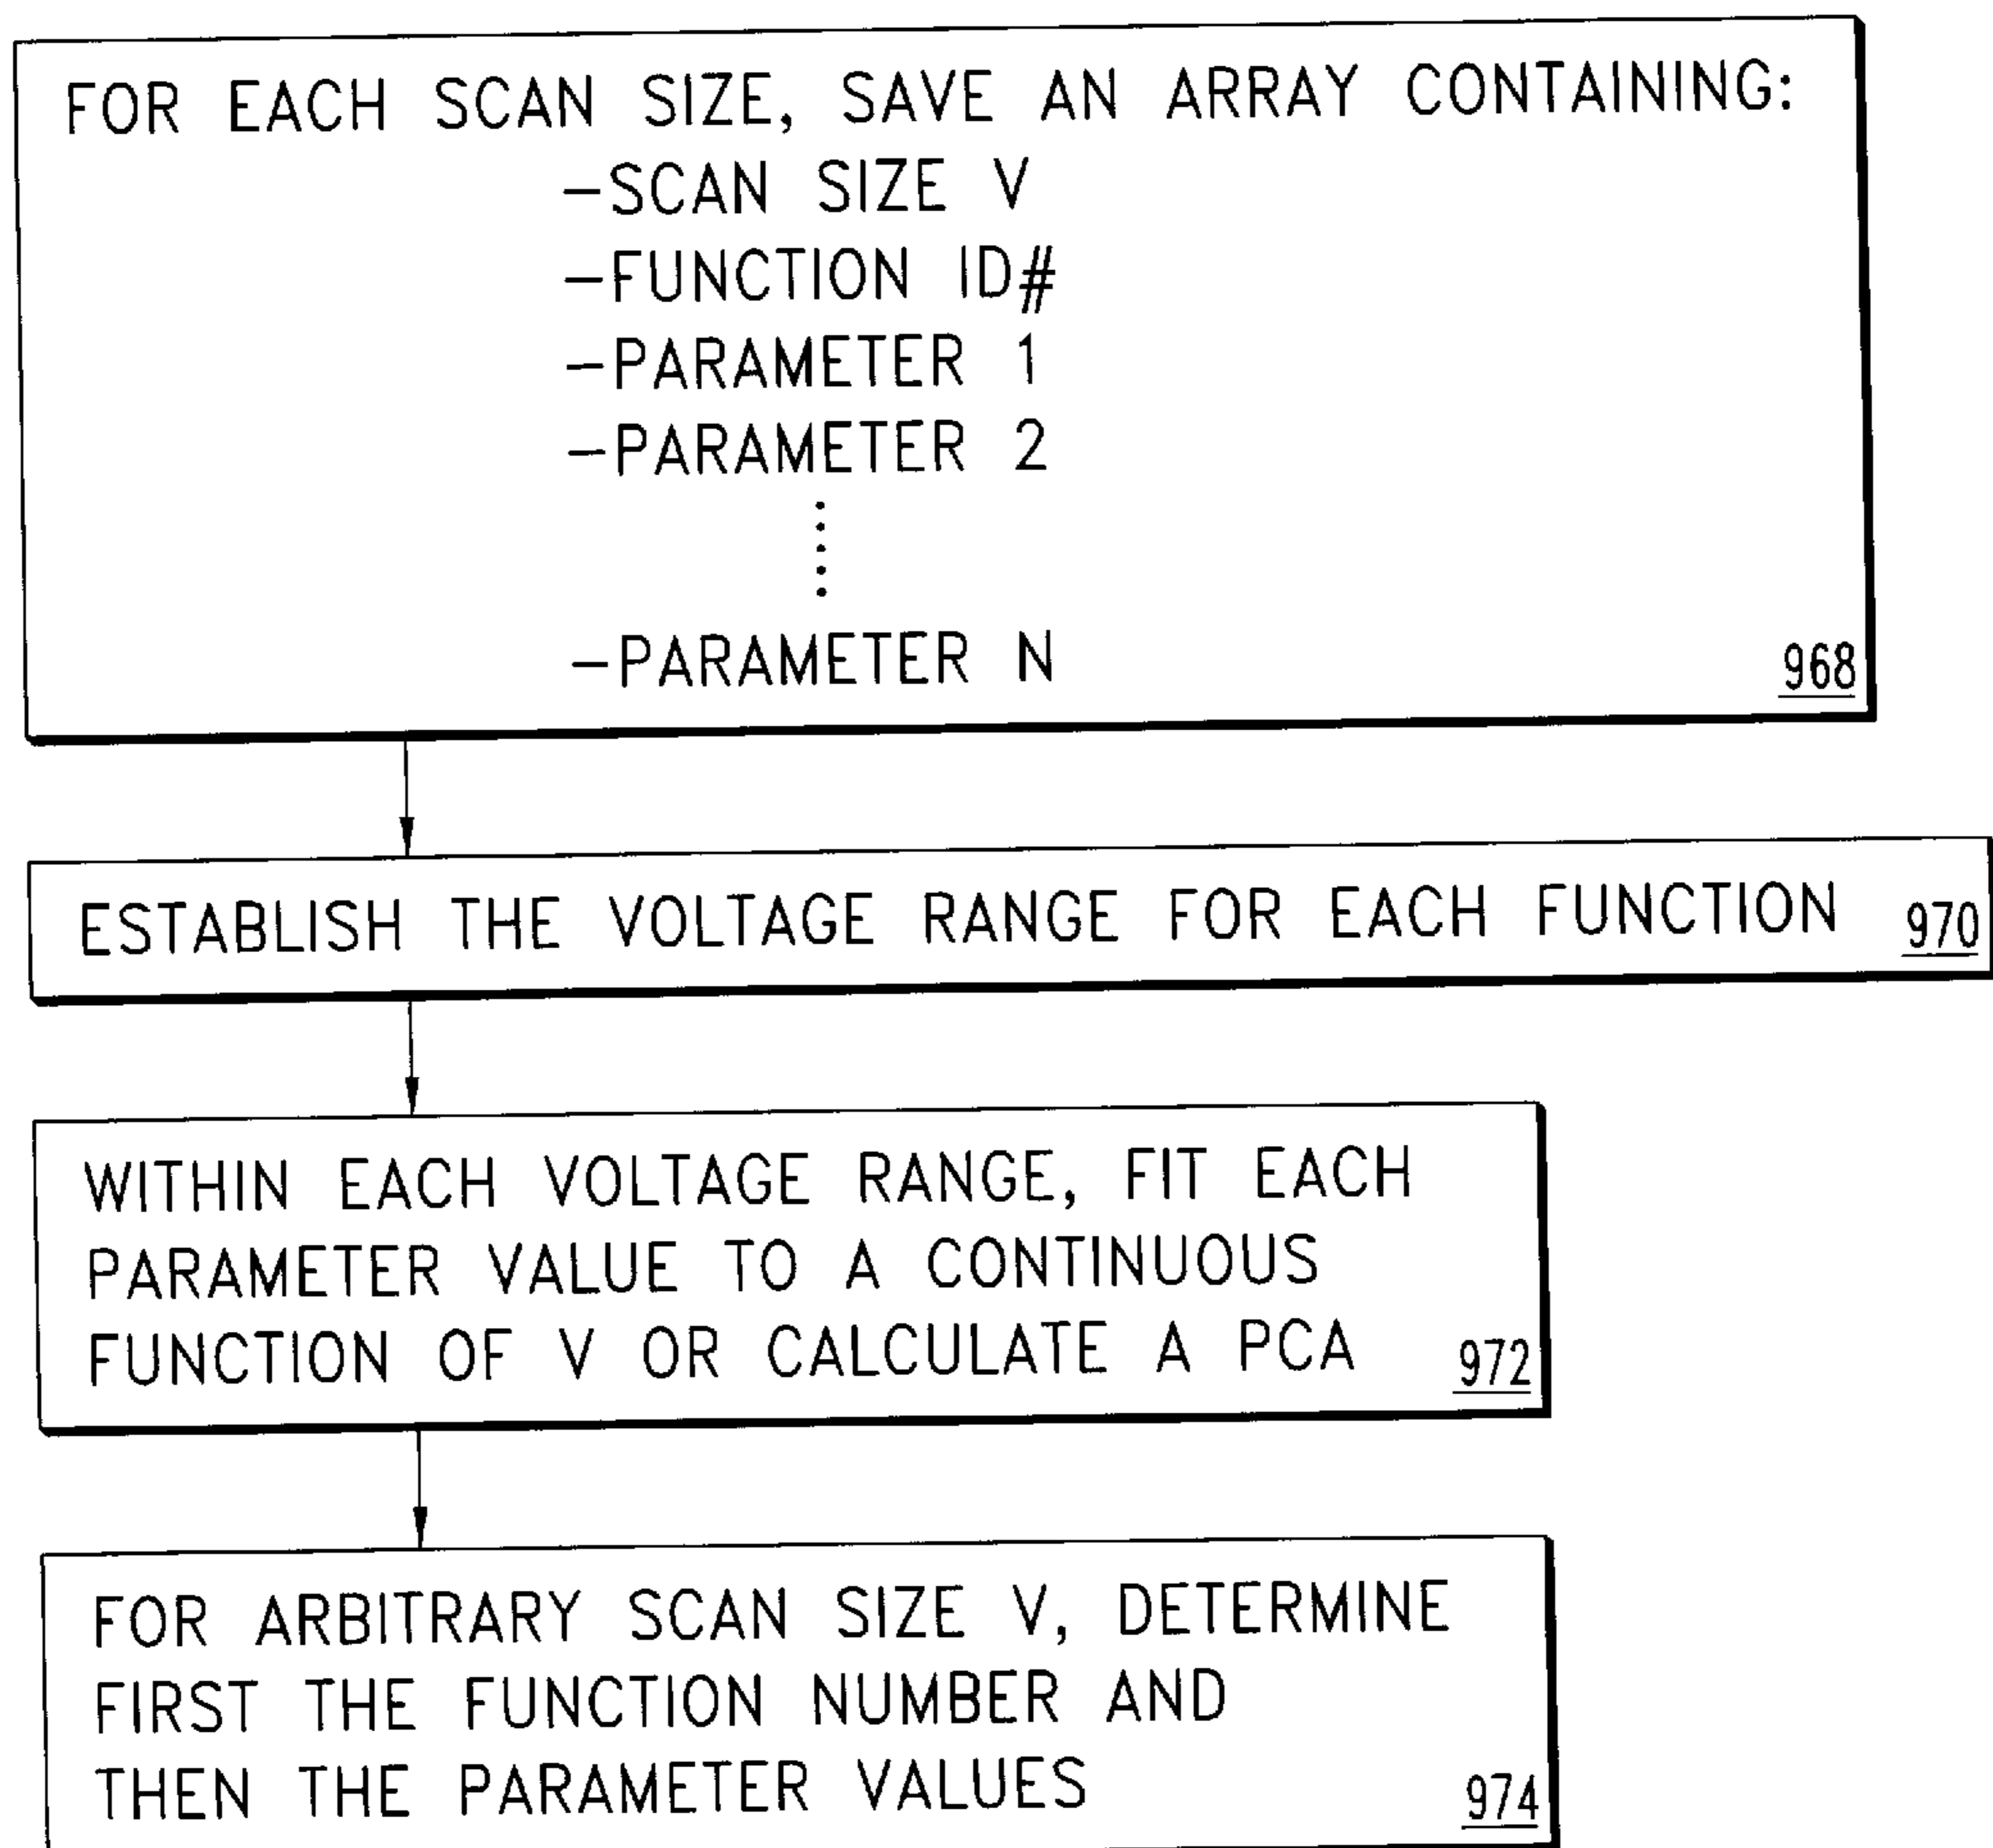 FOR EACH SCAN SIZE, SAVE AN ARRAY CONTAINING:
-SCAN SIZE V
-FUNCTION ID#
-PARAMETER 1
-PARAMETER 2
-PARAMETER N
968
ESTABLISH THE VOLTAGE RANGE FOR EACH FUNCTION 970
WITHIN EACH VOLTAGE RANGE, FIT EACH
PARAMETER VALUE TO A CONTINUOUS
FUNCTION OF V OR CALCULATE A PCA 972
FOR ARBITRARY SCAN SIZE V, DETERMINE
FIRST THE FUNCTION NUMBER AND
THEN THE PARAMETER VALUES 974